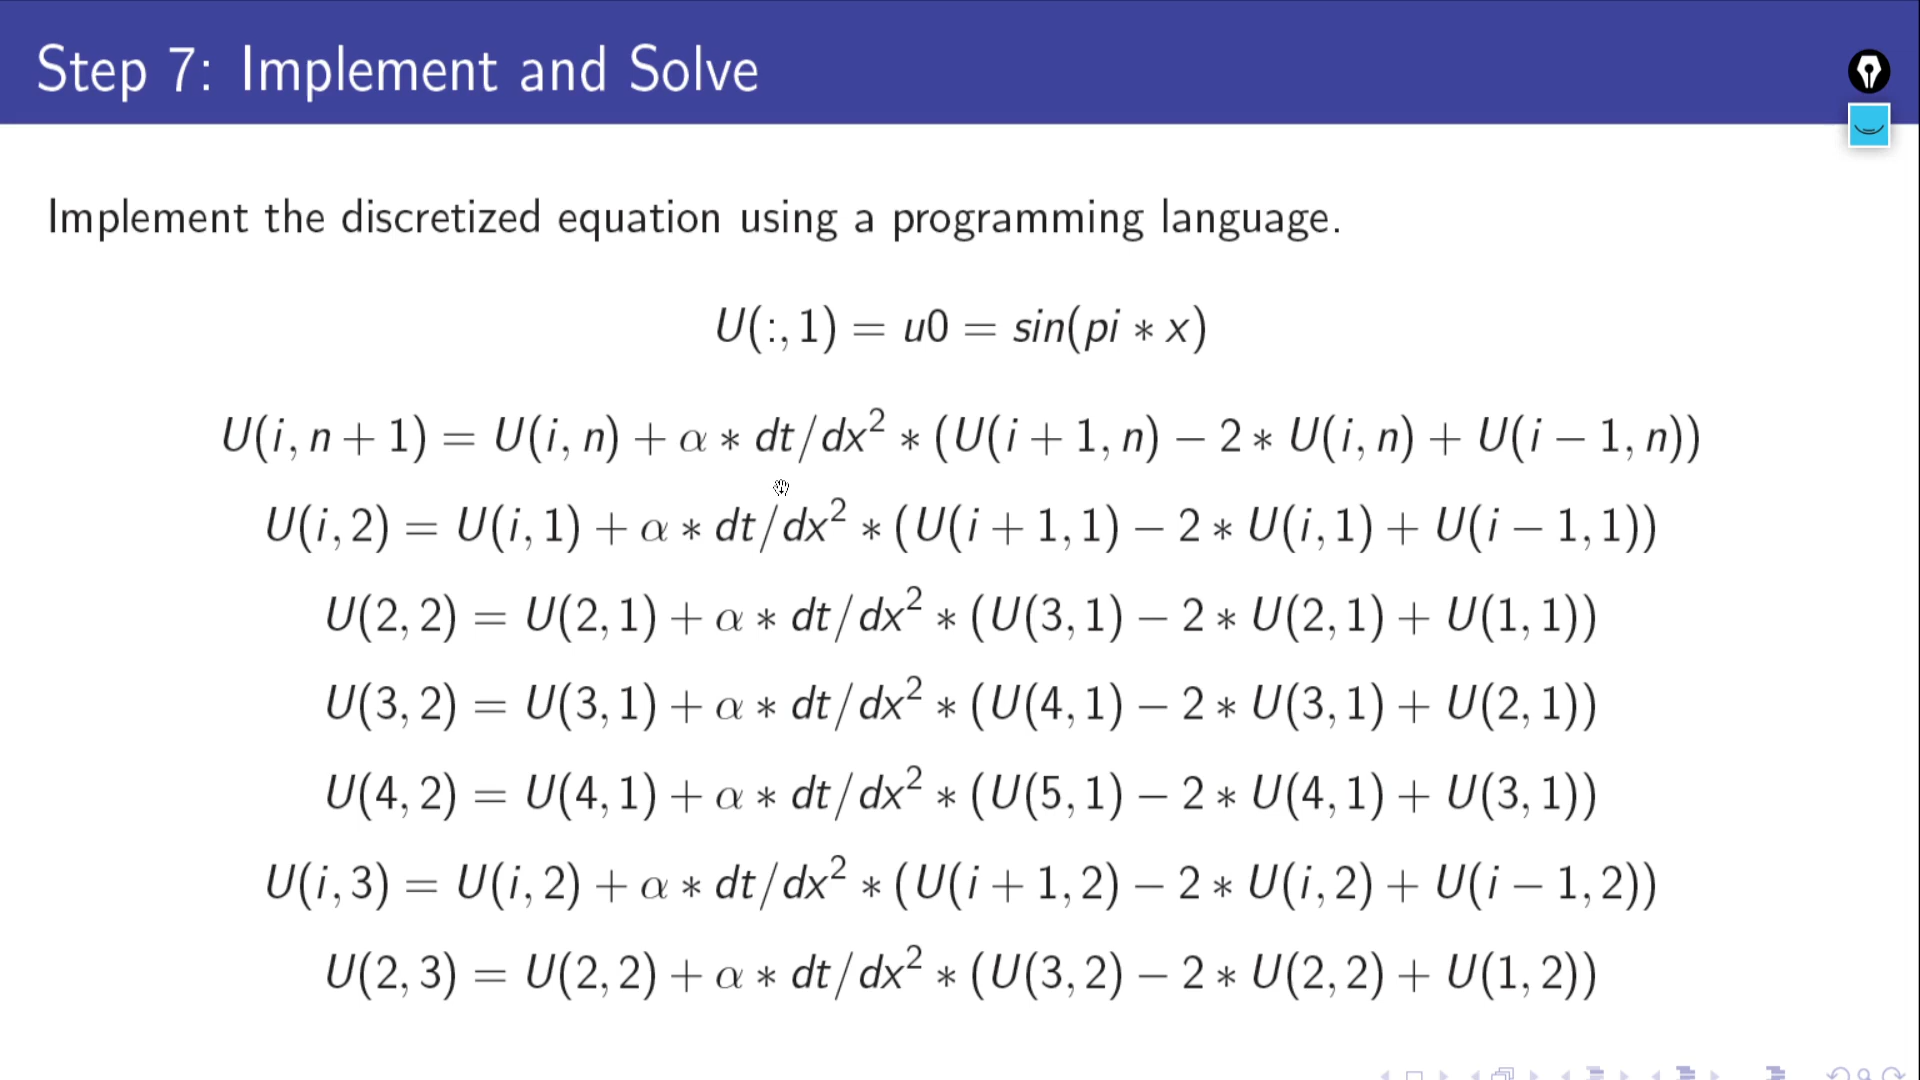 Step 7: Implement and Solve
Implement the discretized equation using a programming language.
U(:, 1) = u0 = sin(pi ∗ x)
U(i, n + 1) = U(i, n) + α ∗ dt/dx² ∗ (U(i + 1, n) − 2 ∗ U(i, n) + U(i − 1, n))
U(i, 2) = U(i, 1) + α ∗ dt/dx² ∗ (U(i + 1, 1) − 2 ∗ U(i, 1) + U(i − 1, 1))
U(2, 2) = U(2, 1) + α ∗ dt/dx² ∗ (U(3, 1) − 2 ∗ U(2, 1) + U(1, 1))
U(3, 2) = U(3, 1) + α ∗ dt/dx² ∗ (U(4, 1) − 2 ∗ U(3, 1) + U(2, 1))
U(4, 2) = U(4, 1) + α ∗ dt/dx² ∗ (U(5, 1) − 2 ∗ U(4, 1) + U(3, 1))
U(i, 3) = U(i, 2) + α ∗ dt/dx² ∗ (U(i + 1, 2) − 2 ∗ U(i, 2) + U(i − 1, 2))
U(2, 3) = U(2, 2) + α ∗ dt/dx² ∗ (U(3, 2) − 2 ∗ U(2, 2) + U(1, 2))